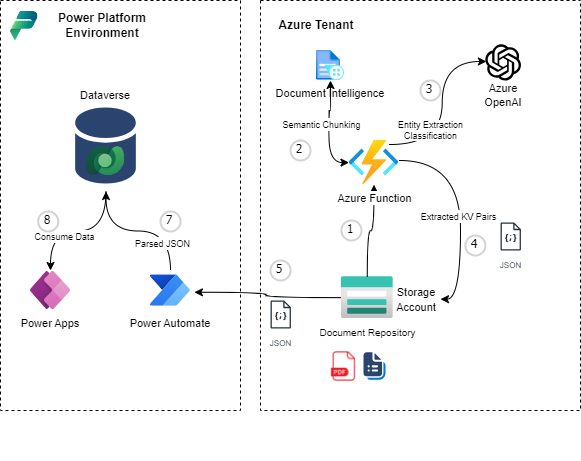 Power Platform
Environment
Dataverse
8
7
Consume Data
Parsed JSON
Power Apps
Power Automate
Azure Tenant
Document Intelligence
3
Azure
OpenAI
Semantic Chunking
Entity Extraction
Classification
2
Azure Function
1
Extracted KV Pairs
4
{;}
JSON
5
Storage
Account
{;}
JSON
Document Repository
PDF